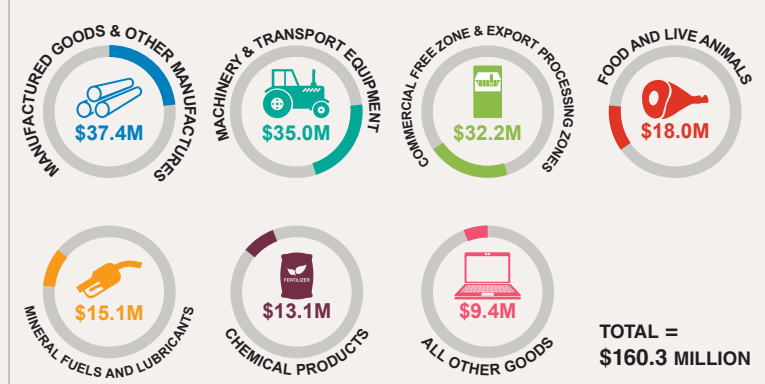 MANUFACTURED GOODS & OTHER MANUFACTURES
$37.4M
MACHINERY & TRANSPORT EQUIPMENT
$35.0M
COMMERCIAL FREE ZONE & EXPORT PROCESSING ZONES
$32.2M
FOOD AND LIVE ANIMALS
$18.0M
$15.1M
MINERAL FUELS AND LUBRICANTS
FERTILIZER
$13.1M
CHEMICAL PRODUCTS
$9.4M
ALL OTHER GOODS
TOTAL =
$160.3 MILLION